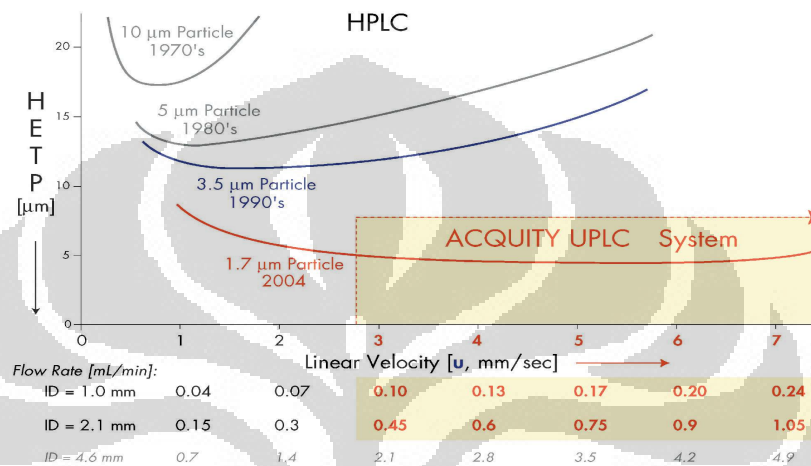 HPLC
20
15
10
5
0
HETP
[µm]
10 µm Particle
1970's
5 µm Particle
1980's
3.5 µm Particle
1990's
1.7 µm Particle
2004
ACQUITY UPLC System
0 1 2 3 4 5 6 7
Linear Velocity [u, mm/sec]
Flow Rate [mL/min]:
ID = 1.0 mm 0.04 0.07 0.10 0.13 0.17 0.20 0.24
ID = 2.1 mm 0.15 0.3 0.45 0.6 0.75 0.9 1.05
ID = 4.6 mm 0.7 1.4 2.1 2.8 3.5 4.2 4.9